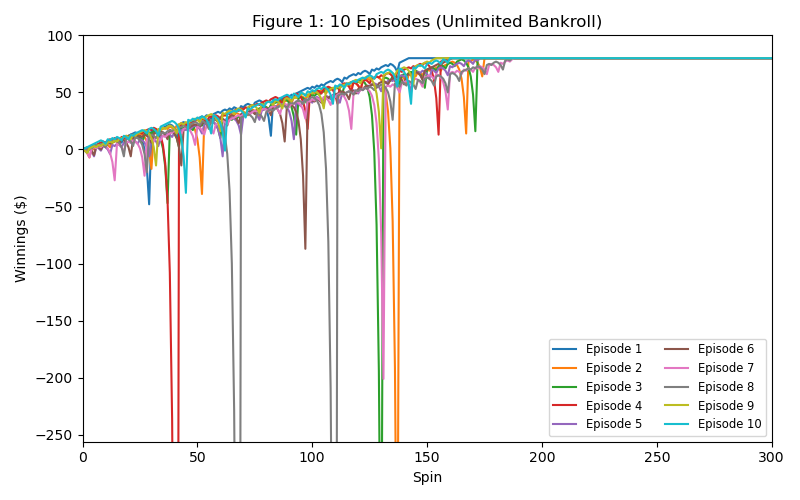 Figure 1: 10 Episodes (Unlimited Bankroll)
100
50
0
−50
−100
−150
−200
−250
Winnings ($)
0 50 100 150 200 250 300
Spin
Episode 1 Episode 6
Episode 2 Episode 7
Episode 3 Episode 8
Episode 4 Episode 9
Episode 5 Episode 10